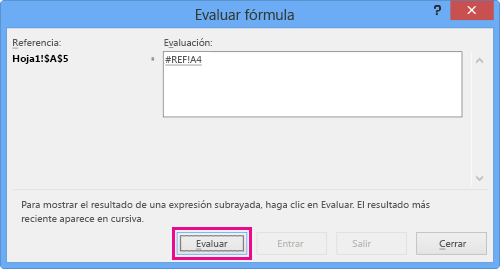 Evaluar fórmula
?
Referencia: Evaluación:
Hoja1!$A$5 = #REF!A4
Para mostrar el resultado de una expresión subrayada, haga clic en Evaluar. El resultado más
reciente aparece en cursiva.
Evaluar Entrar Salir Cerrar